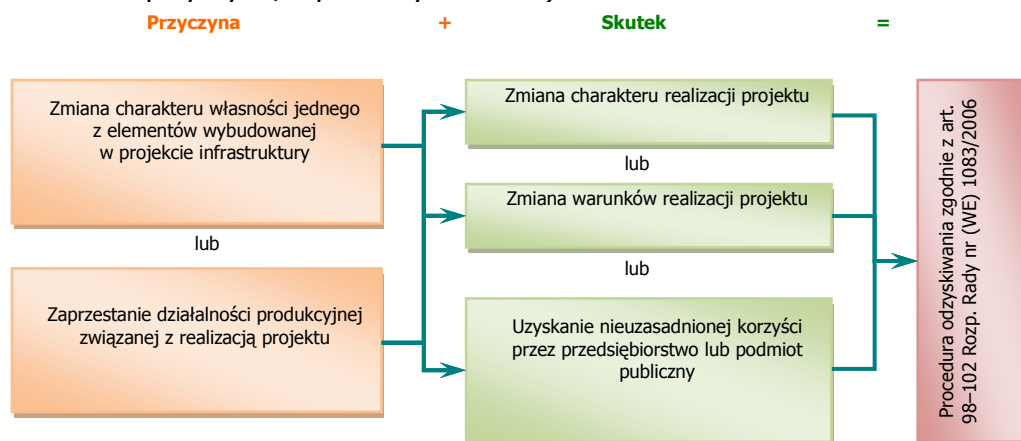 Przyczyna + Skutek =
Zmiana charakteru własności jednego
z elementów wybudowanej
w projekcie infrastruktury
lub
Zaprzestanie działalności produkcyjnej
związanej z realizacją projektu
Zmiana charakteru realizacji projektu
lub
Zmiana warunków realizacji projektu
lub
Uzyskanie nieuzasadnionej korzyści
przez przedsiębiorstwo lub podmiot
publiczny
Procedura odzyskiwania zgodnie z art.
98–102 Rozp. Rady nr (WE) 1083/2006